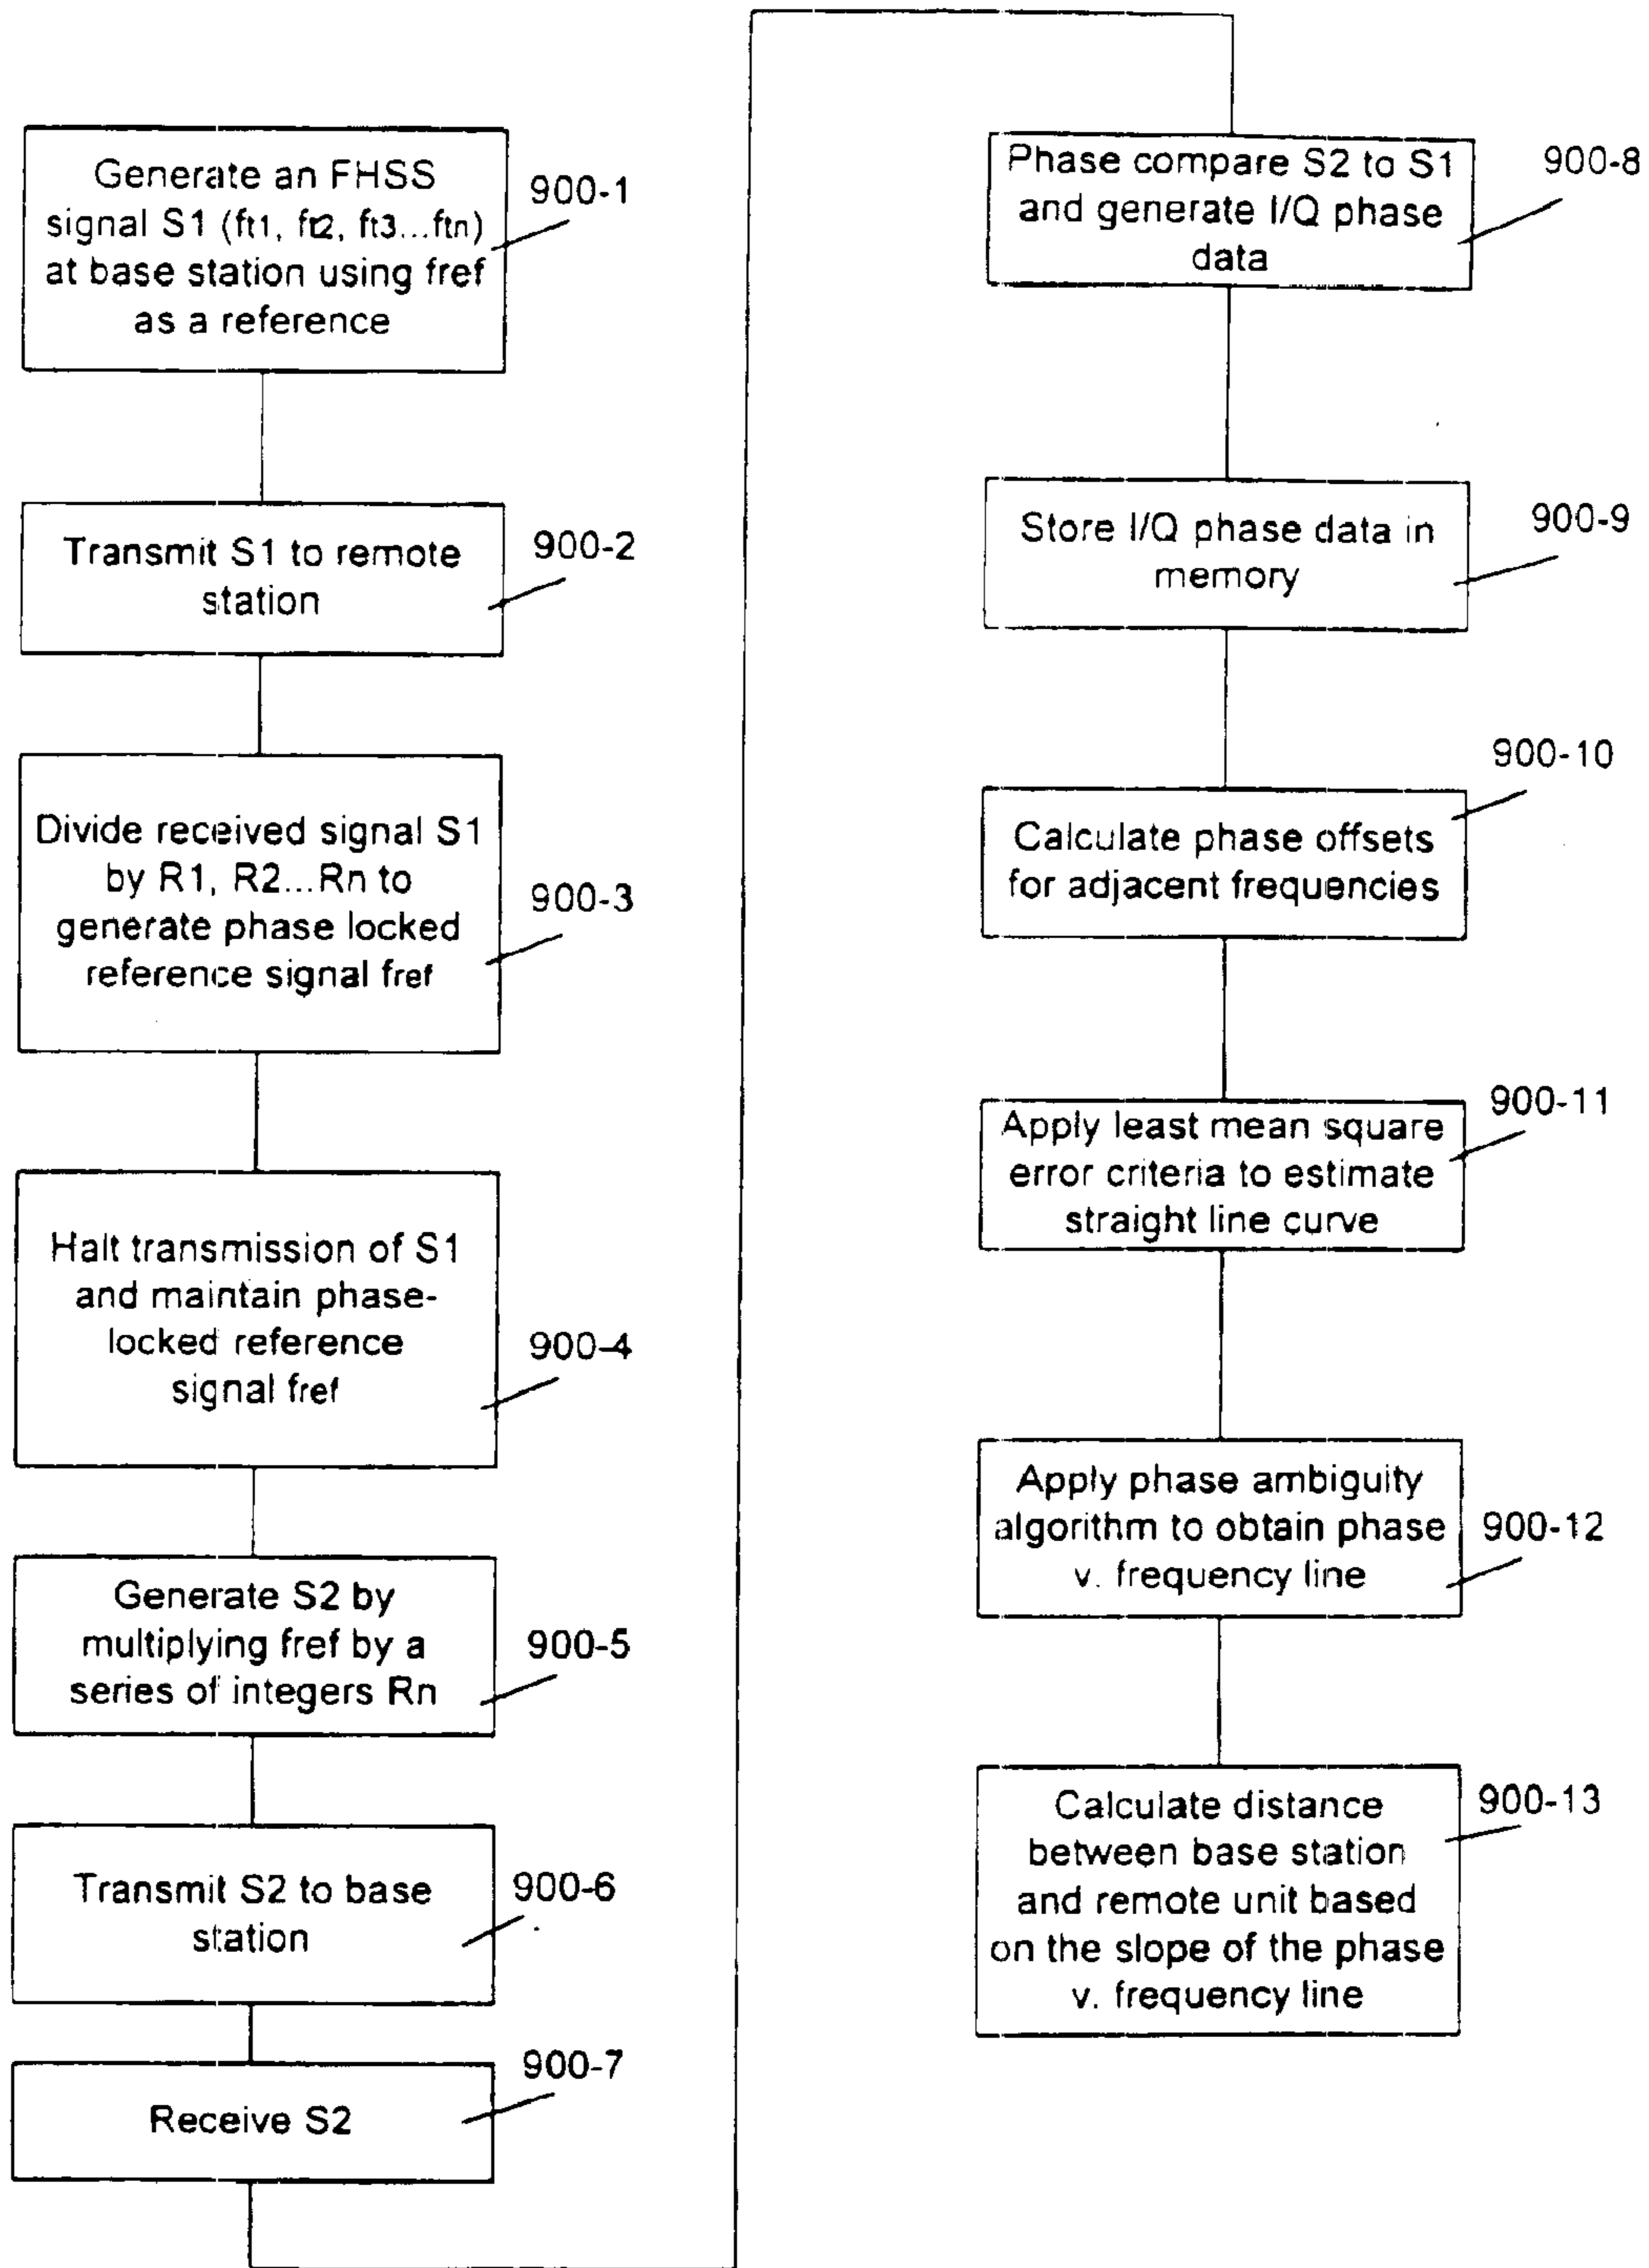 Generate an FHSS
signal S1 (ft1, ft2, ft3...ftn)
at base station using fref
as a reference
900-1
Transmit S1 to remote
station
900-2
Divide received signal S1
by R1, R2...Rn to
generate phase locked
reference signal fref
900-3
Halt transmission of S1
and maintain phase-
locked reference
signal fref
900-4
Generate S2 by
multiplying fref by a
series of integers Rn
900-5
Transmit S2 to base
station
900-6
Receive S2
900-7
Phase compare S2 to S1
and generate I/Q phase
data
900-8
Store I/Q phase data in
memory
900-9
Calculate phase offsets
for adjacent frequencies
900-10
Apply least mean square
error criteria to estimate
straight line curve
900-11
Apply phase ambiguity
algorithm to obtain phase
v. frequency line
900-12
Calculate distance
between base station
and remote unit based
on the slope of the phase
v. frequency line
900-13